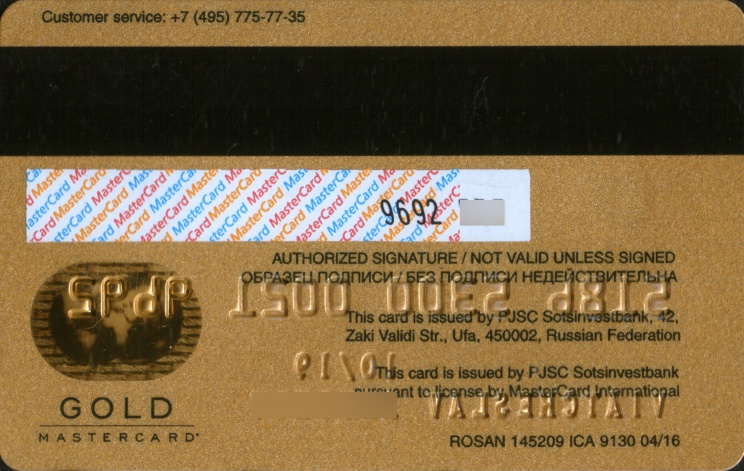 Customer service: +7 (495) 775-77-35
9692
AUTHORIZED SIGNATURE / NOT VALID UNLESS SIGNED
ОБРАЗЕЦ ПОДПИСИ / БЕЗ ПОДПИСИ НЕДЕЙСТВИТЕЛЬНА
This card is issued by PJSC Sotsinvestbank, 42,
Zaki Validi Str., Ufa, 450002, Russian Federation
This card is issued by PJSC Sotsinvestbank
pursuant to license by MasterCard International
GOLD
MASTERCARD
ROSAN 145209 ICA 9130 04/16